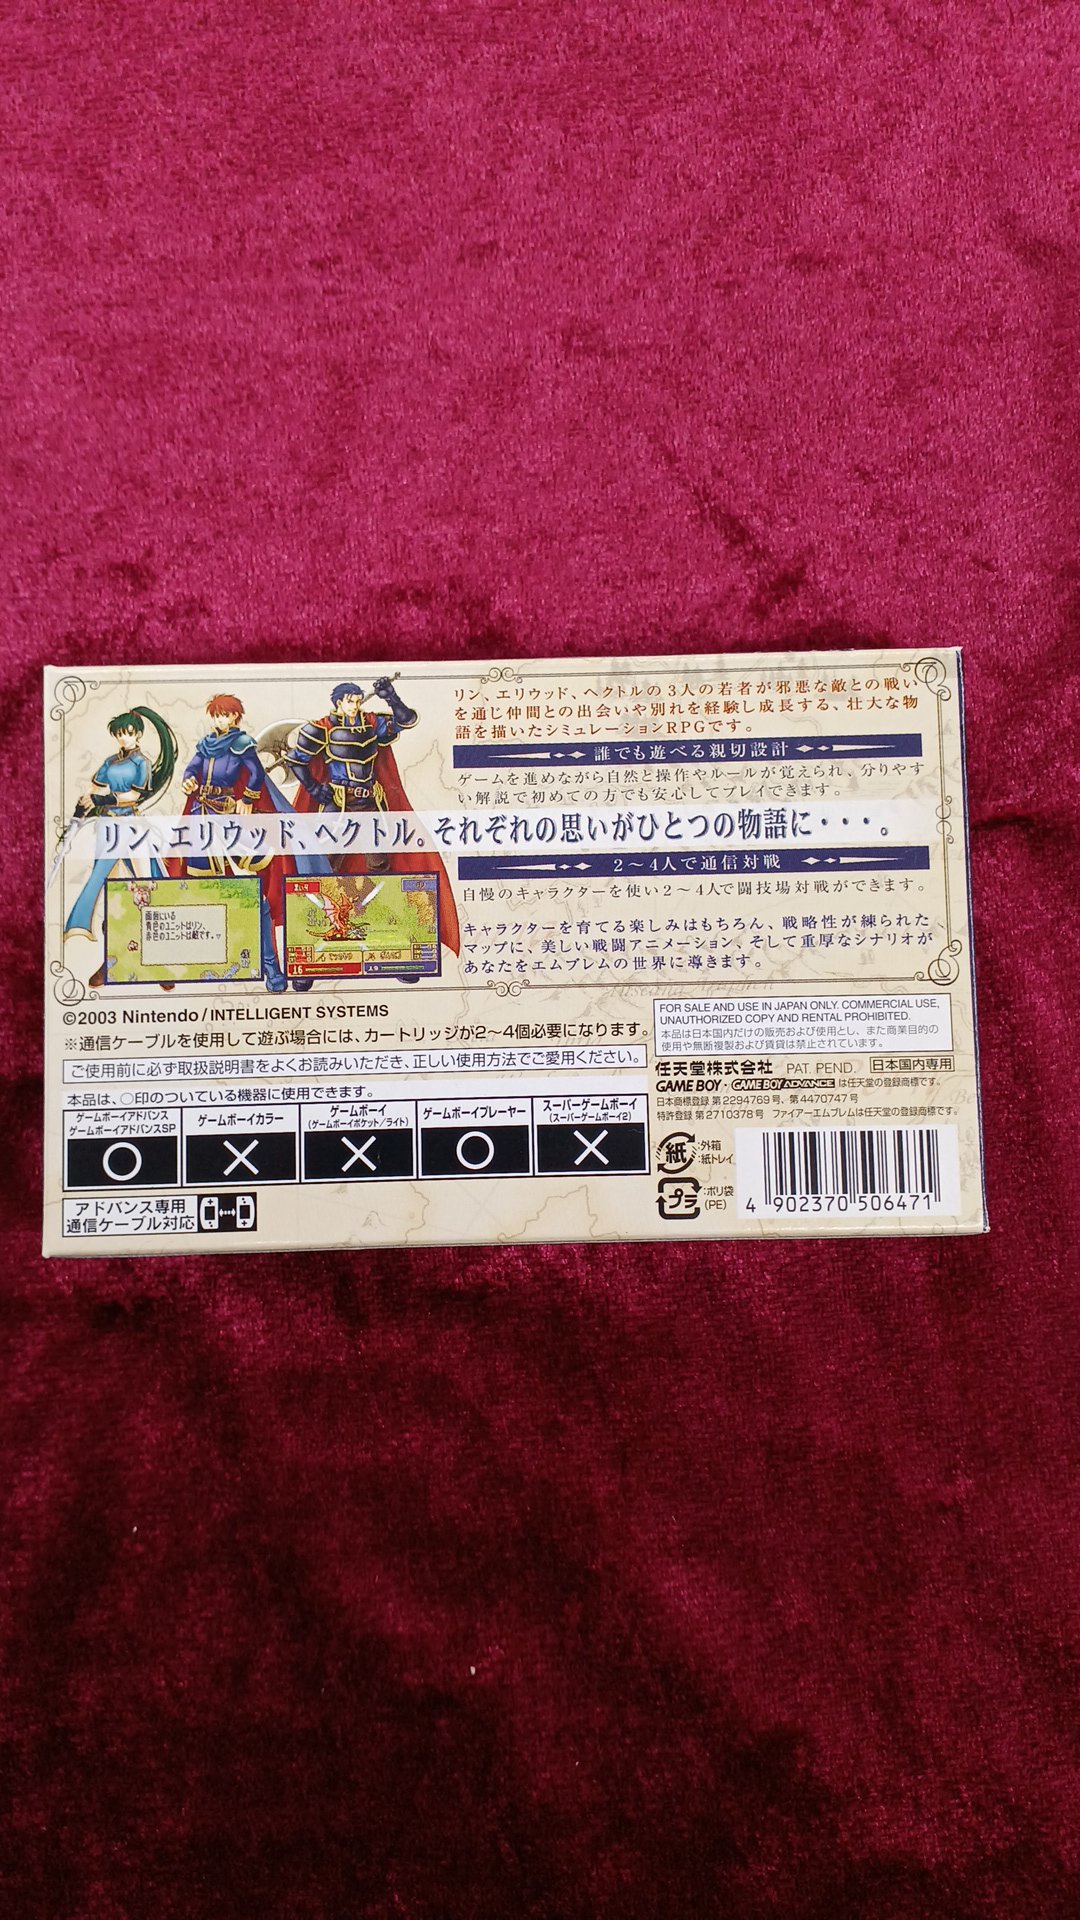 リン、エリウッド、ヘクトルの3人の若者が邪悪な敵との戦い
を通じ仲間との出会いや別れを経験し成長する、壮大な物
語を描いたシミュレーションRPGです。
誰でも遊べる親切設計
ゲームを進めながら自然と操作やルールが覚えられ、分りやす
い解説で初めての方でも安心してプレイできます。
リン、エリウッド、ヘクトル。それぞれの思いがひとつの物語に・・・。
2～4人で通信対戦
自慢のキャラクターを使い2～4人で闘技場対戦ができます。
キャラクターを育てる楽しみはもちろん、戦略性が練られた
マップに、美しい戦闘アニメーション、そして重厚なシナリオが
あなたをエムブレムの世界に導きます。
画面にいる
青色のユニットはリン、
赤色のユニットは敵です。
16
©2003 Nintendo/INTELLIGENT SYSTEMS
※通信ケーブルを使用して遊ぶ場合には、カートリッジが2～4個必要になります。
ご使用前に必ず取扱説明書をよくお読みいただき、正しい使用方法でご愛用ください。
本品は、○印のついている機器に使用できます。
ゲームボーイアドバンス
ゲームボーイアドバンスSP
○
ゲームボーイカラー
×
ゲームボーイ
(ゲームボーイポケット/ライト)
×
ゲームボーイプレーヤー
○
スーパーゲームボーイ
(スーパーゲームボーイ2)
×
アドバンス専用
通信ケーブル対応
FOR SALE AND USE IN JAPAN ONLY. COMMERCIAL USE,
UNAUTHORIZED COPY AND RENTAL PROHIBITED.
本品は日本国内だけの販売および使用とし、また商業目的の
使用や無断複製および賃貸は禁止されています。
任天堂株式会社 PAT. PEND. 日本国内専用
GAME BOY・GAME BOY ADVANCE は任天堂の登録商標です。
日本商標登録 第2294769号、第4470747号
特許登録 第2710378号 ファイアーエムブレムは任天堂の登録商標です。
紙 :外箱
:紙トレイ
プラ :ポリ袋
(PE)
4 902370 506471